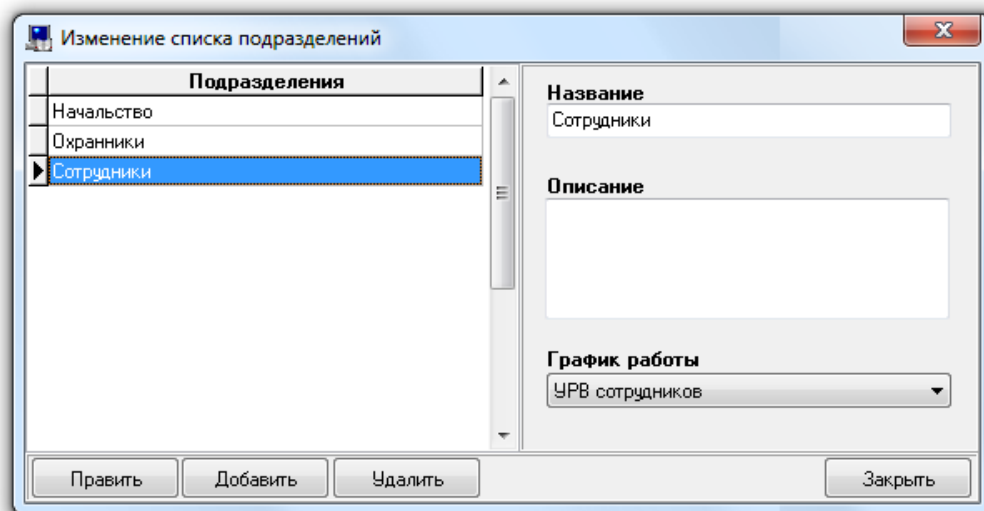 Изменение списка подразделений
Подразделения
Начальство
Охранники
Сотрудники
Название
Сотрудники
Описание
График работы
УРВ сотрудников
Править
Добавить
Удалить
Закрыть